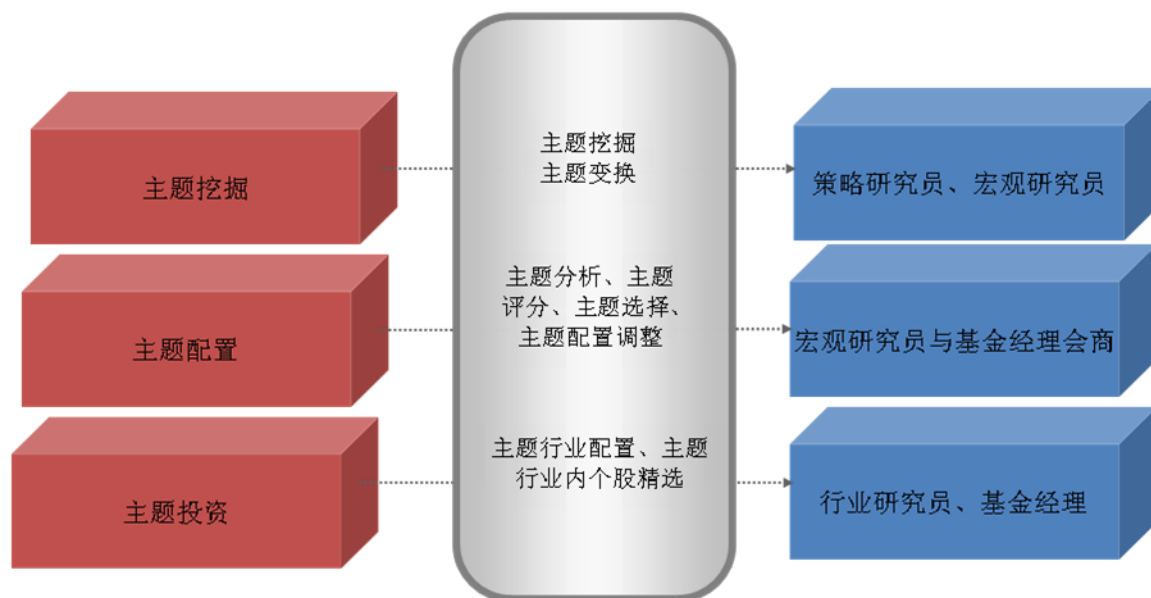 主题挖掘
主题挖掘
主题变换
策略研究员、宏观研究员
主题配置
主题分析、主题
评分、主题选择、
主题配置调整
宏观研究员与基金经理会商
主题投资
主题行业配置、主题
行业内个股精选
行业研究员、基金经理